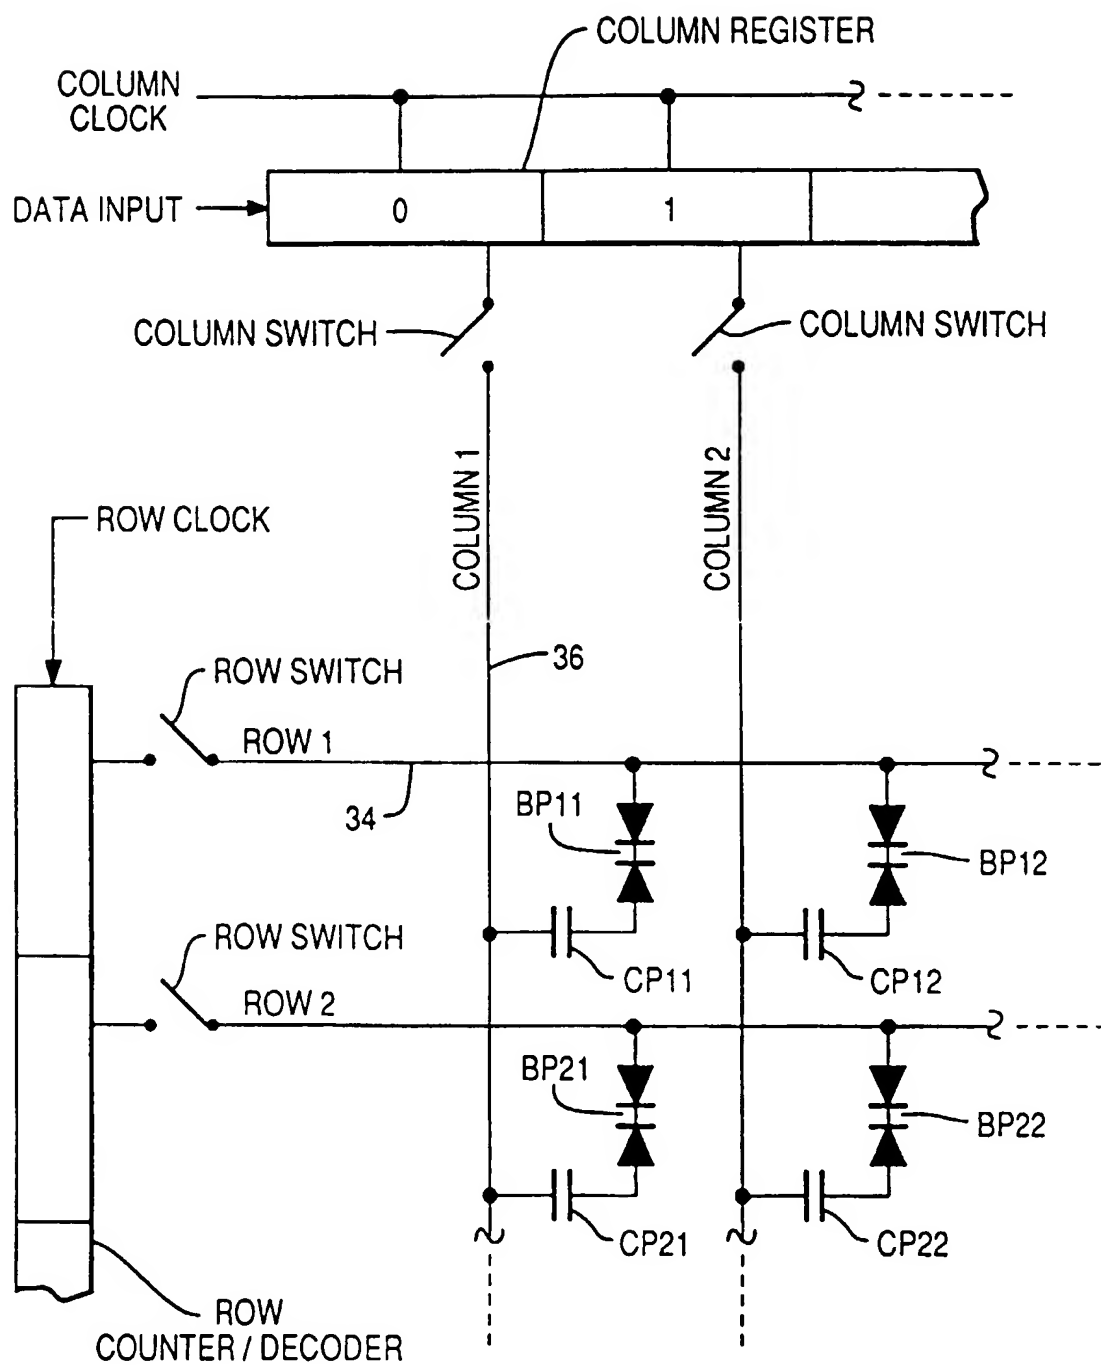 COLUMN REGISTER
COLUMN
CLOCK
DATA INPUT
0
1
COLUMN SWITCH
COLUMN SWITCH
COLUMN 1
COLUMN 2
ROW CLOCK
36
ROW SWITCH
ROW 1
34
BP11
BP12
ROW SWITCH
CP11
CP12
ROW 2
BP21
BP22
CP21
CP22
ROW
COUNTER / DECODER